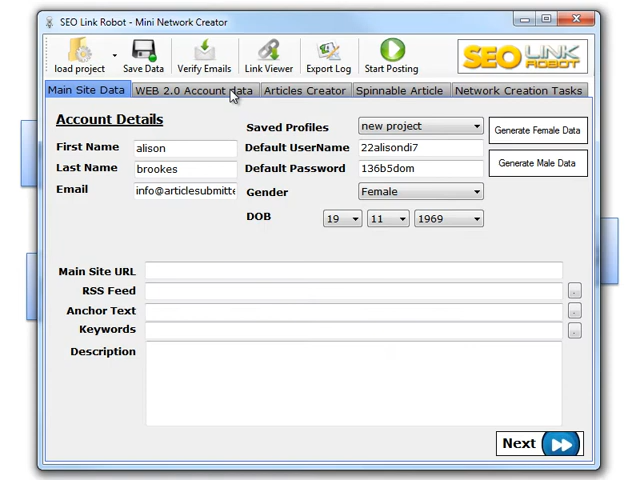 SEO Link Robot - Mini Network Creator
load project Save Data Verify Emails Link Viewer Export Log Start Posting SEO LINK ROBOT
Main Site Data WEB 2.0 Account data Articles Creator Spinnable Article Network Creation Tasks
Account Details
Saved Profiles new project Generate Female Data
First Name alison Default UserName 22alisondi7
Last Name brookes Default Password 136b5dom Generate Male Data
Email info@articlesubmitte Gender Female
DOB 19 11 1969
Main Site URL
RSS Feed .
Anchor Text .
Keywords .
Description
Next